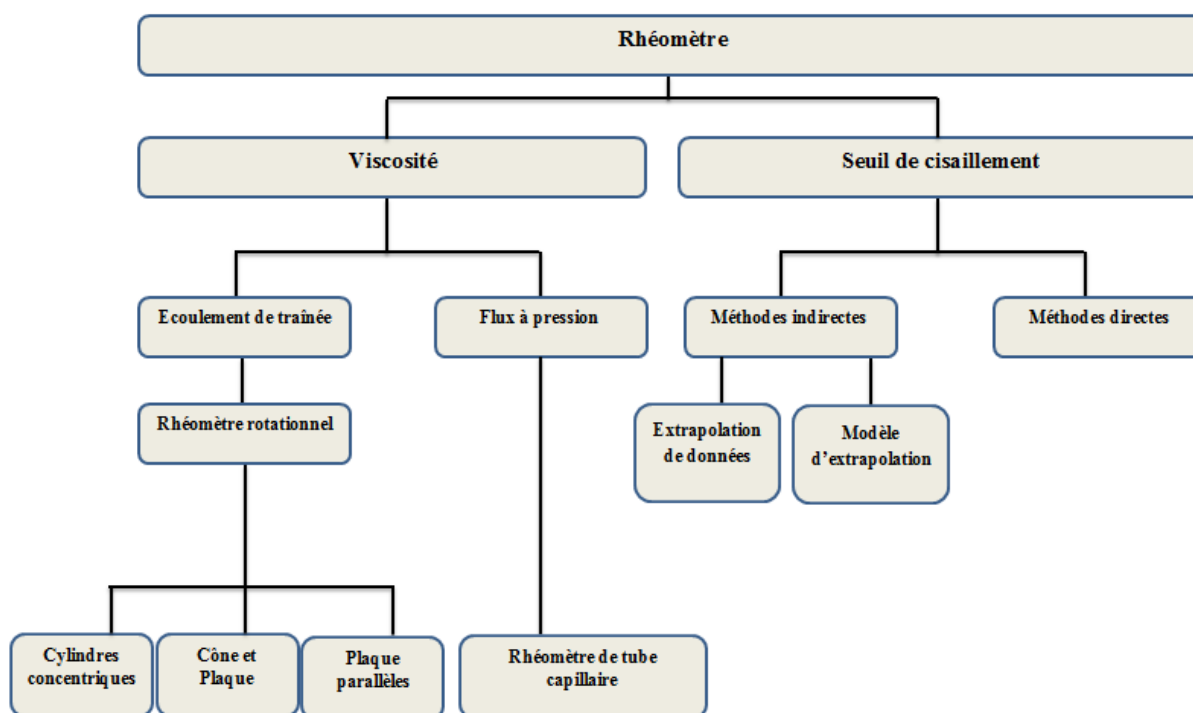 Rhéomètre
Viscosité
Seuil de cisaillement
Ecoulement de traînée
Flux à pression
Méthodes indirectes
Méthodes directes
Rhéomètre rotationnel
Extrapolation
de données
Modèle
d’extrapolation
Cylindres
concentriques
Cône et
Plaque
Plaque
parallèles
Rhéomètre de tube
capillaire